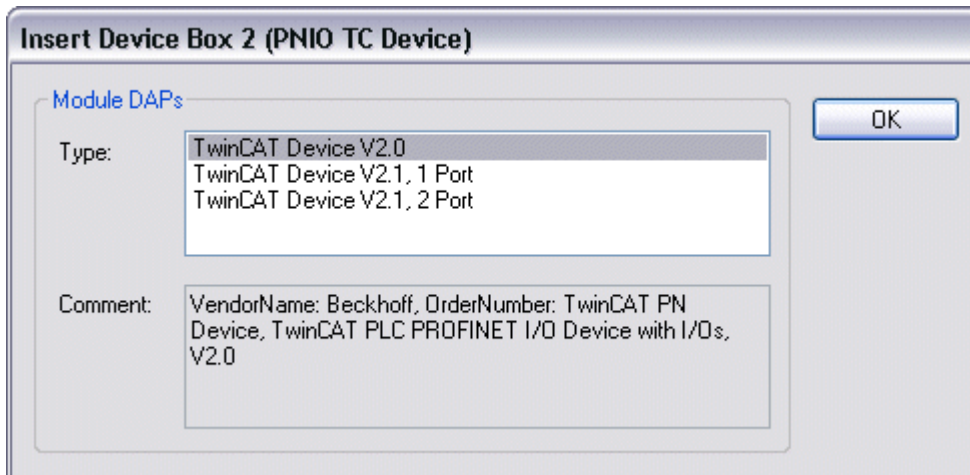 Insert Device Box 2 (PNIO TC Device)
Module DAPs
OK
Type:
TwinCAT Device V2.0
TwinCAT Device V2.1, 1 Port
TwinCAT Device V2.1, 2 Port
Comment:
VendorName: Beckhoff, OrderNumber: TwinCAT PN
Device, TwinCAT PLC PROFINET I/O Device with I/Os,
V2.0